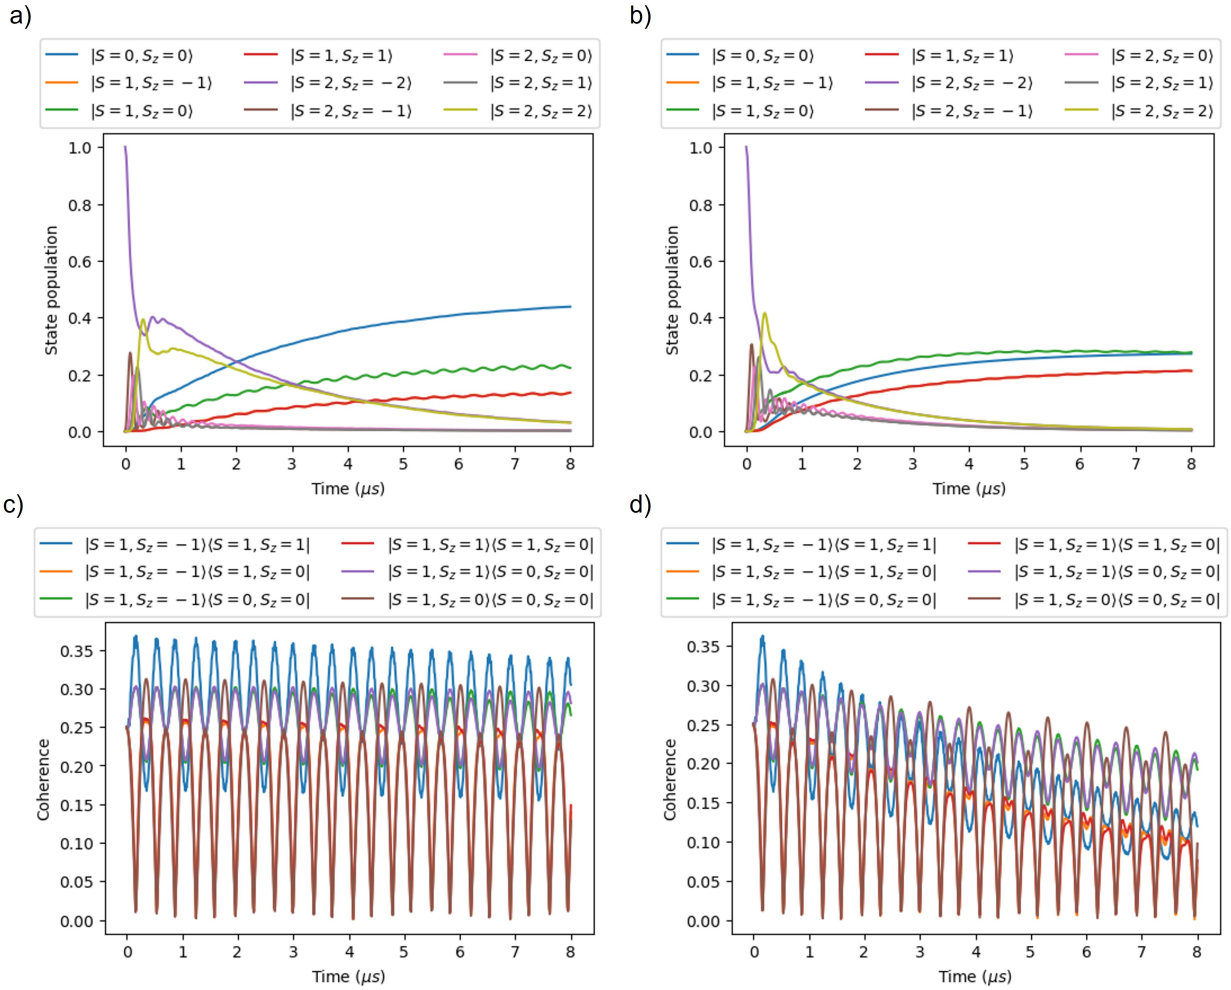 a)
|S = 0, S_z = 0⟩ |S = 1, S_z = 1⟩ |S = 2, S_z = 0⟩
|S = 1, S_z = −1⟩ |S = 2, S_z = −2⟩ |S = 2, S_z = 1⟩
|S = 1, S_z = 0⟩ |S = 2, S_z = −1⟩ |S = 2, S_z = 2⟩
1.0
0.8
0.6
0.4
0.2
0.0
State population
0 1 2 3 4 5 6 7 8
Time (μs)
b)
|S = 0, S_z = 0⟩ |S = 1, S_z = 1⟩ |S = 2, S_z = 0⟩
|S = 1, S_z = −1⟩ |S = 2, S_z = −2⟩ |S = 2, S_z = 1⟩
|S = 1, S_z = 0⟩ |S = 2, S_z = −1⟩ |S = 2, S_z = 2⟩
1.0
0.8
0.6
0.4
0.2
0.0
State population
0 1 2 3 4 5 6 7 8
Time (μs)
c)
|S = 1, S_z = −1⟩⟨S = 1, S_z = 1| |S = 1, S_z = 1⟩⟨S = 1, S_z = 0|
|S = 1, S_z = −1⟩⟨S = 1, S_z = 0| |S = 1, S_z = 1⟩⟨S = 0, S_z = 0|
|S = 1, S_z = −1⟩⟨S = 0, S_z = 0| |S = 1, S_z = 0⟩⟨S = 0, S_z = 0|
0.35
0.30
0.25
0.20
0.15
0.10
0.05
0.00
Coherence
0 1 2 3 4 5 6 7 8
Time (μs)
d)
|S = 1, S_z = −1⟩⟨S = 1, S_z = 1| |S = 1, S_z = 1⟩⟨S = 1, S_z = 0|
|S = 1, S_z = −1⟩⟨S = 1, S_z = 0| |S = 1, S_z = 1⟩⟨S = 0, S_z = 0|
|S = 1, S_z = −1⟩⟨S = 0, S_z = 0| |S = 1, S_z = 0⟩⟨S = 0, S_z = 0|
0.35
0.30
0.25
0.20
0.15
0.10
0.05
0.00
Coherence
0 1 2 3 4 5 6 7 8
Time (μs)